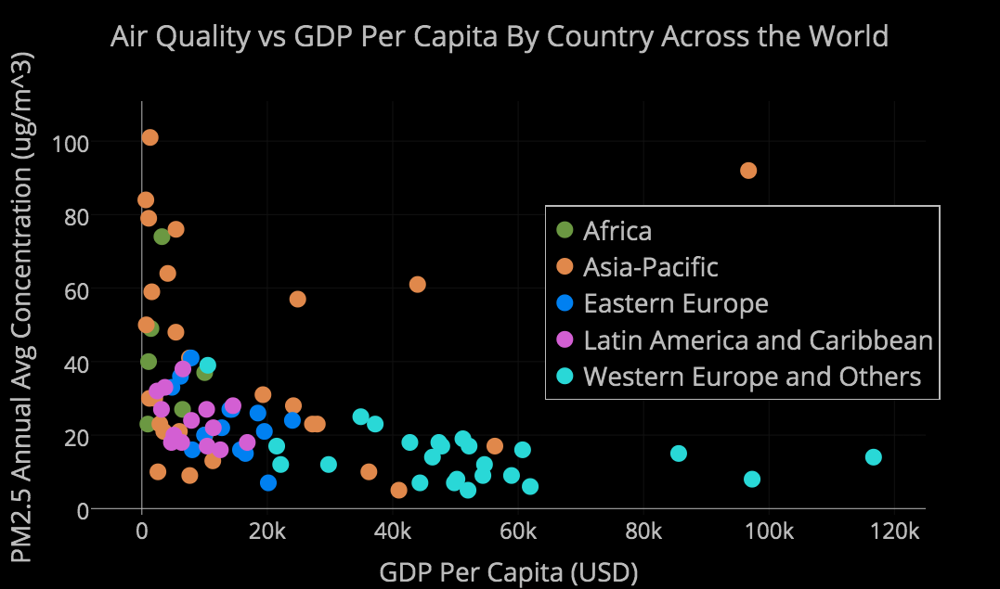 Air Quality vs GDP Per Capita By Country Across the World
PM2.5 Annual Avg Concentration (ug/m^3)
100
80
60
40
20
0
Africa
Asia-Pacific
Eastern Europe
Latin America and Caribbean
Western Europe and Others
0 20k 40k 60k 80k 100k 120k
GDP Per Capita (USD)